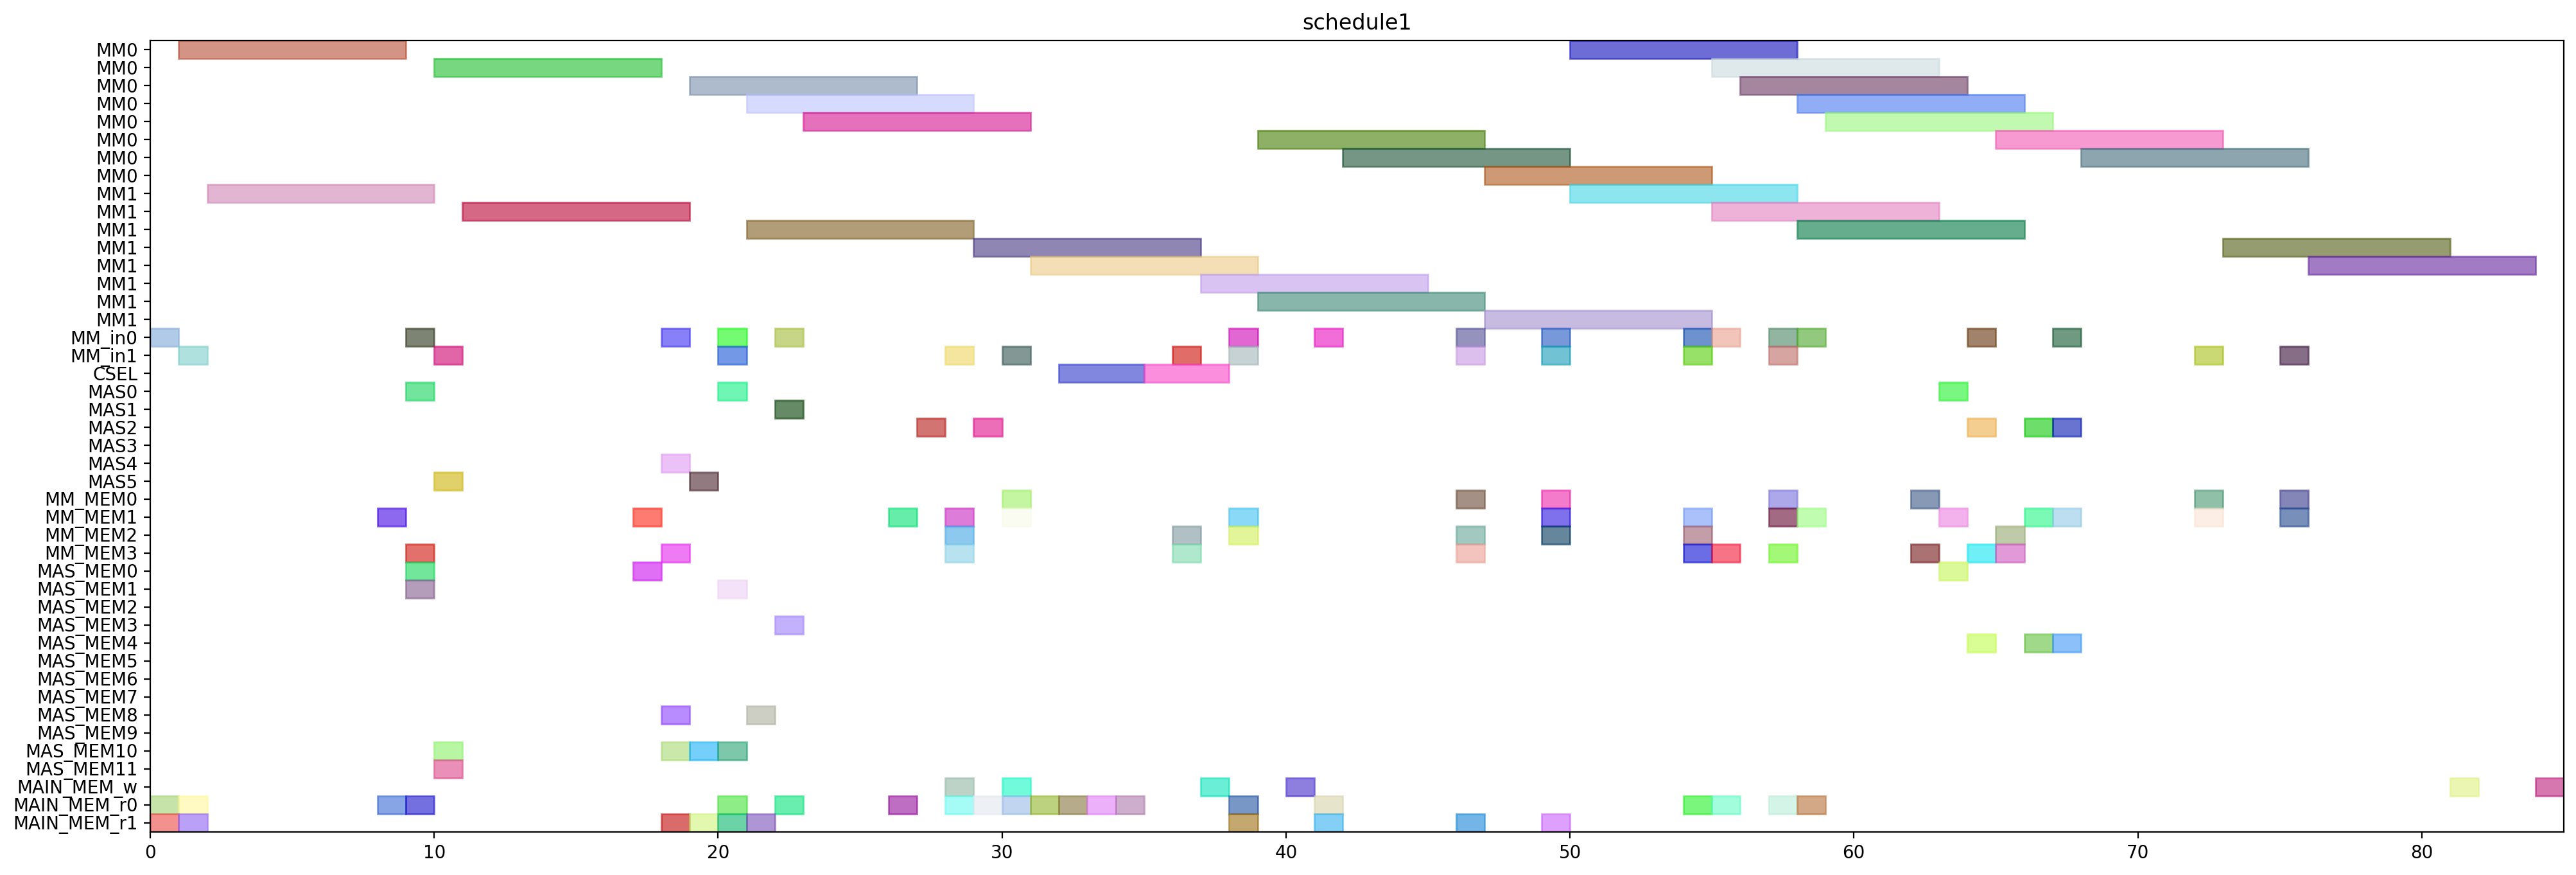 schedule1
MM0
MM0
MM0
MM0
MM0
MM0
MM0
MM0
MM1
MM1
MM1
MM1
MM1
MM1
MM1
MM1
MM_in0
MM_in1
CSEL
MAS0
MAS1
MAS2
MAS3
MAS4
MAS5
MM_MEM0
MM_MEM1
MM_MEM2
MM_MEM3
MAS_MEM0
MAS_MEM1
MAS_MEM2
MAS_MEM3
MAS_MEM4
MAS_MEM5
MAS_MEM6
MAS_MEM7
MAS_MEM8
MAS_MEM9
MAS_MEM10
MAS_MEM11
MAIN_MEM_w
MAIN_MEM_r0
MAIN_MEM_r1
0 10 20 30 40 50 60 70 80